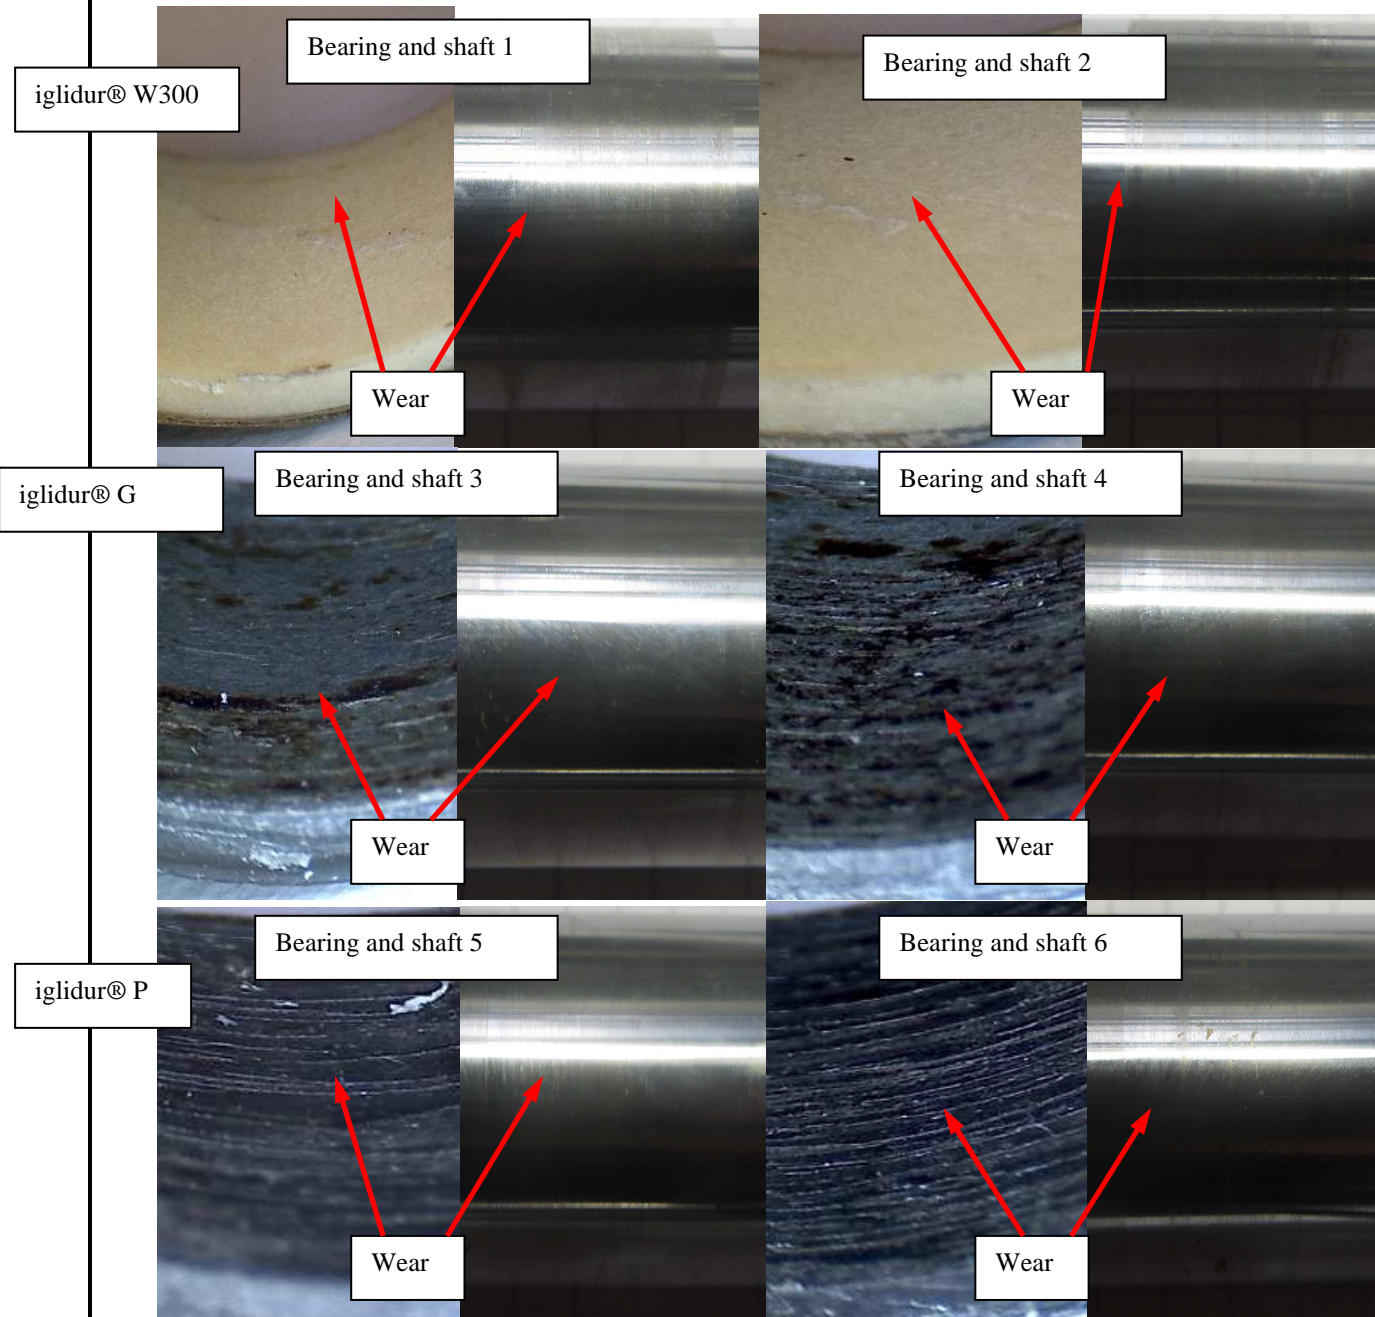 Bearing and shaft 1
Bearing and shaft 2
iglidur® W300
Wear
Wear
iglidur® G
Bearing and shaft 3
Bearing and shaft 4
Wear
Wear
iglidur® P
Bearing and shaft 5
Bearing and shaft 6
Wear
Wear